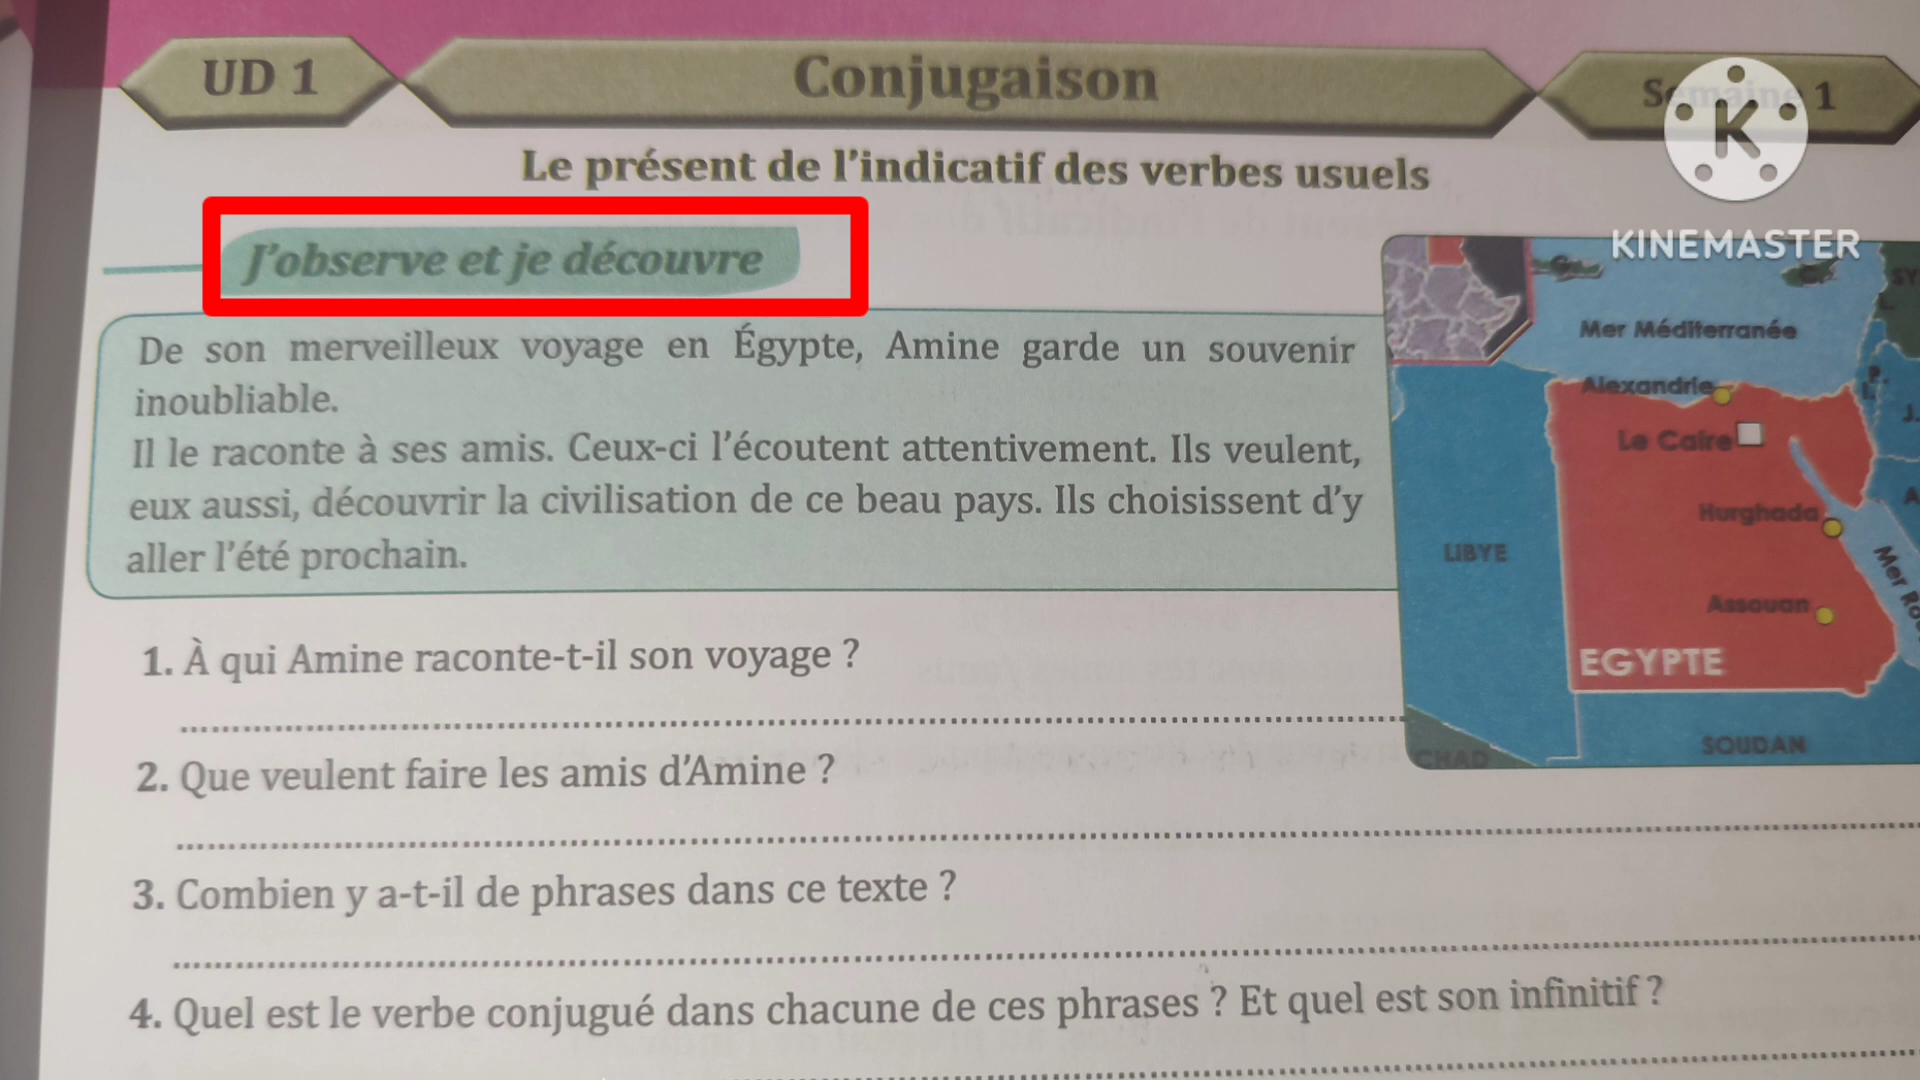 UD 1
Conjugaison
Semaine 1
K
KINEMASTER
Le présent de l'indicatif des verbes usuels
J'observe et je découvre
De son merveilleux voyage en Égypte, Amine garde un souvenir
inoubliable.
Il le raconte à ses amis. Ceux-ci l'écoutent attentivement. Ils veulent,
eux aussi, découvrir la civilisation de ce beau pays. Ils choisissent d'y
aller l'été prochain.
Mer Méditerranée
Alexandrie
Le Caire
Hurghada
LIBYE
Assouan
EGYPTE
SOUDAN
CHAD
1. À qui Amine raconte-t-il son voyage ?
2. Que veulent faire les amis d'Amine ?
3. Combien y a-t-il de phrases dans ce texte ?
4. Quel est le verbe conjugué dans chacune de ces phrases ? Et quel est son infinitif ?